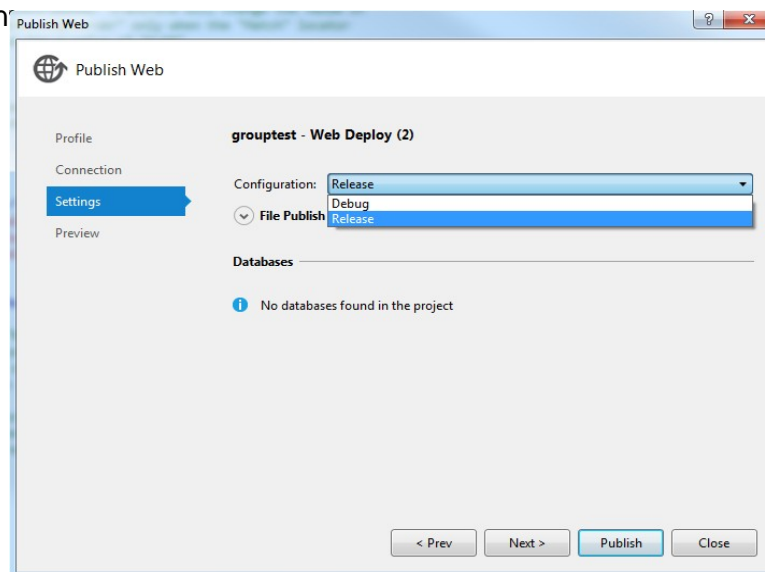 Publish Web
Publish Web
Profile
Connection
Settings
Preview
grouptest - Web Deploy (2)
Configuration: Release
Debug
Release
File Publish
Databases
No databases found in the project
< Prev
Next >
Publish
Close